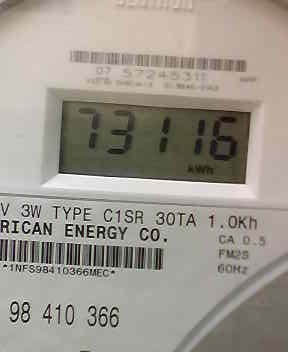 07 57245311
73116
kWh
V 3W TYPE C1SR 30TA 1.0Kh
RICAN ENERGY CO.
CA 0.5
FM2S
60Hz
*1NFS98410366MEC*
98 410 366